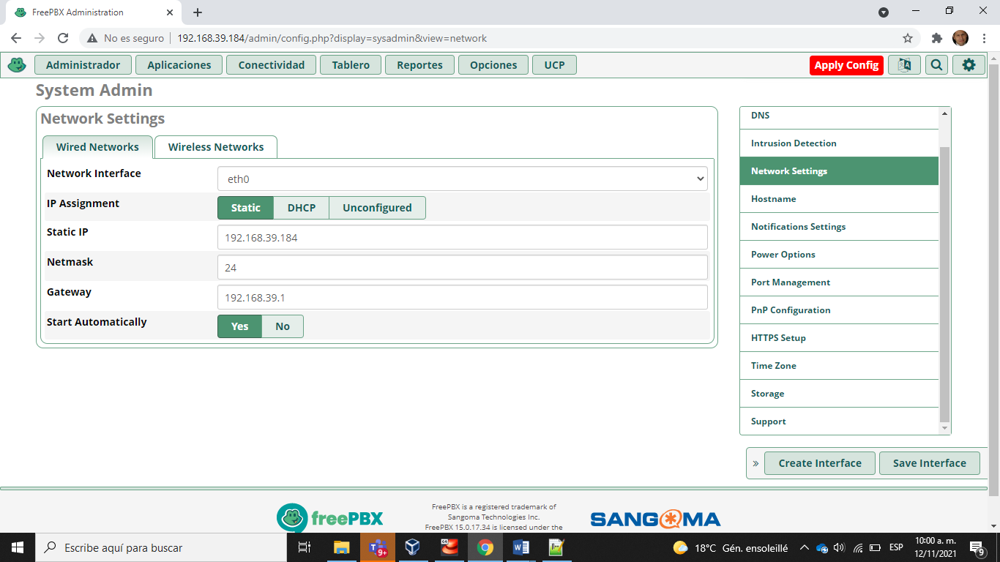 FreePBX Administration
No es seguro 192.168.39.184/admin/config.php?display=sysadmin&view=network
Administrador Aplicaciones Conectividad Tablero Reportes Opciones UCP Apply Config
System Admin
Network Settings
Wired Networks Wireless Networks
Network Interface eth0
IP Assignment Static DHCP Unconfigured
Static IP 192.168.39.184
Netmask 24
Gateway 192.168.39.1
Start Automatically Yes No
DNS
Intrusion Detection
Network Settings
Hostname
Notifications Settings
Power Options
Port Management
PnP Configuration
HTTPS Setup
Time Zone
Storage
Support
» Create Interface Save Interface
freePBX
FreePBX is a registered trademark of
Sangoma Technologies Inc.
FreePBX 15.0.17.34 is licensed under the
SANGOMA
Escribe aquí para buscar
9+
64
18°C Gén. ensoleillé
ESP
10:00 a. m.
12/11/2021
9